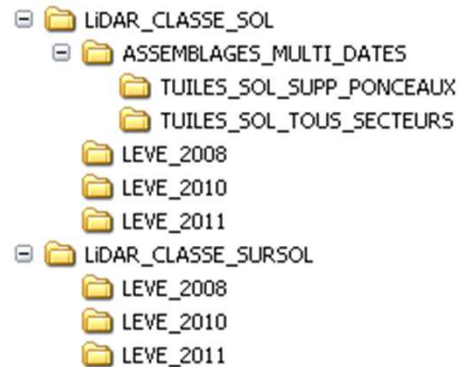 LiDAR_CLASSE_SOL
ASSEMBLAGES_MULTI_DATES
TUILES_SOL_SUPP_PONCEAUX
TUILES_SOL_TOUS_SECTEURS
LEVE_2008
LEVE_2010
LEVE_2011
LiDAR_CLASSE_SURSOL
LEVE_2008
LEVE_2010
LEVE_2011